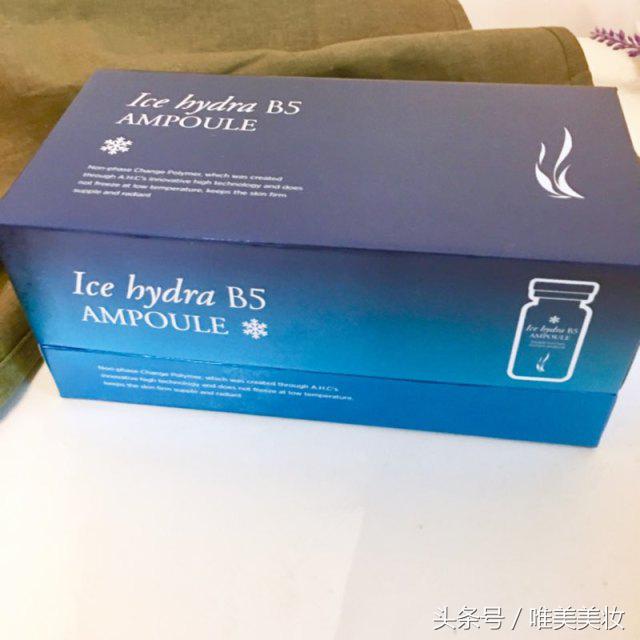 Ice hydra B5
AMPOULE
Non-phase Change Polymer, which was created
through A.H.C's innovative high technology and does
not freeze at low temperature, keeps the skin firm
supple and radiant
Ice hydra B5
AMPOULE
Ice hydra B5
AMPOULE
Non-phase Change Polymer, which was created through A.H.C's
innovative high technology and does not freeze at low temperature,
keeps the skin firm supple and radiant
头条号 / 唯美美妆